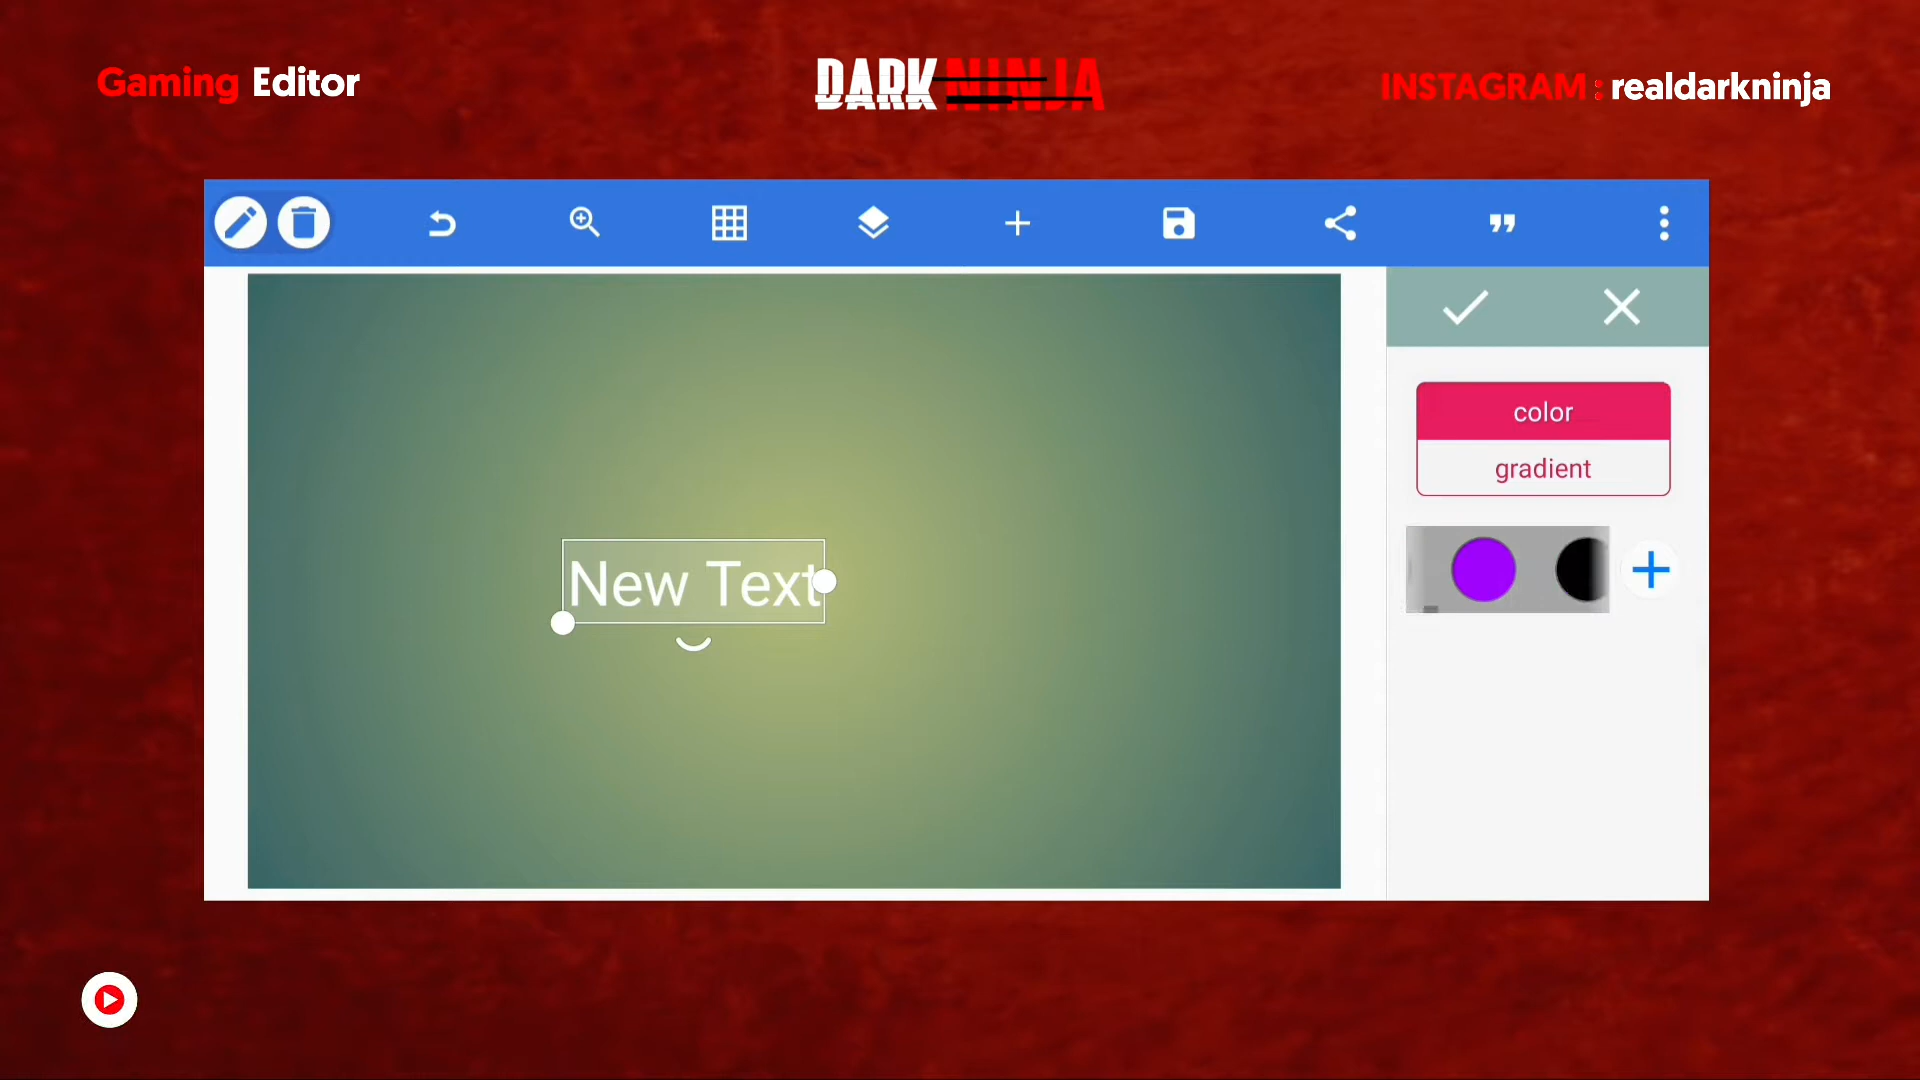 Gaming Editor
DARK NINJA
INSTAGRAM : realdarkninja
color
gradient
New Text